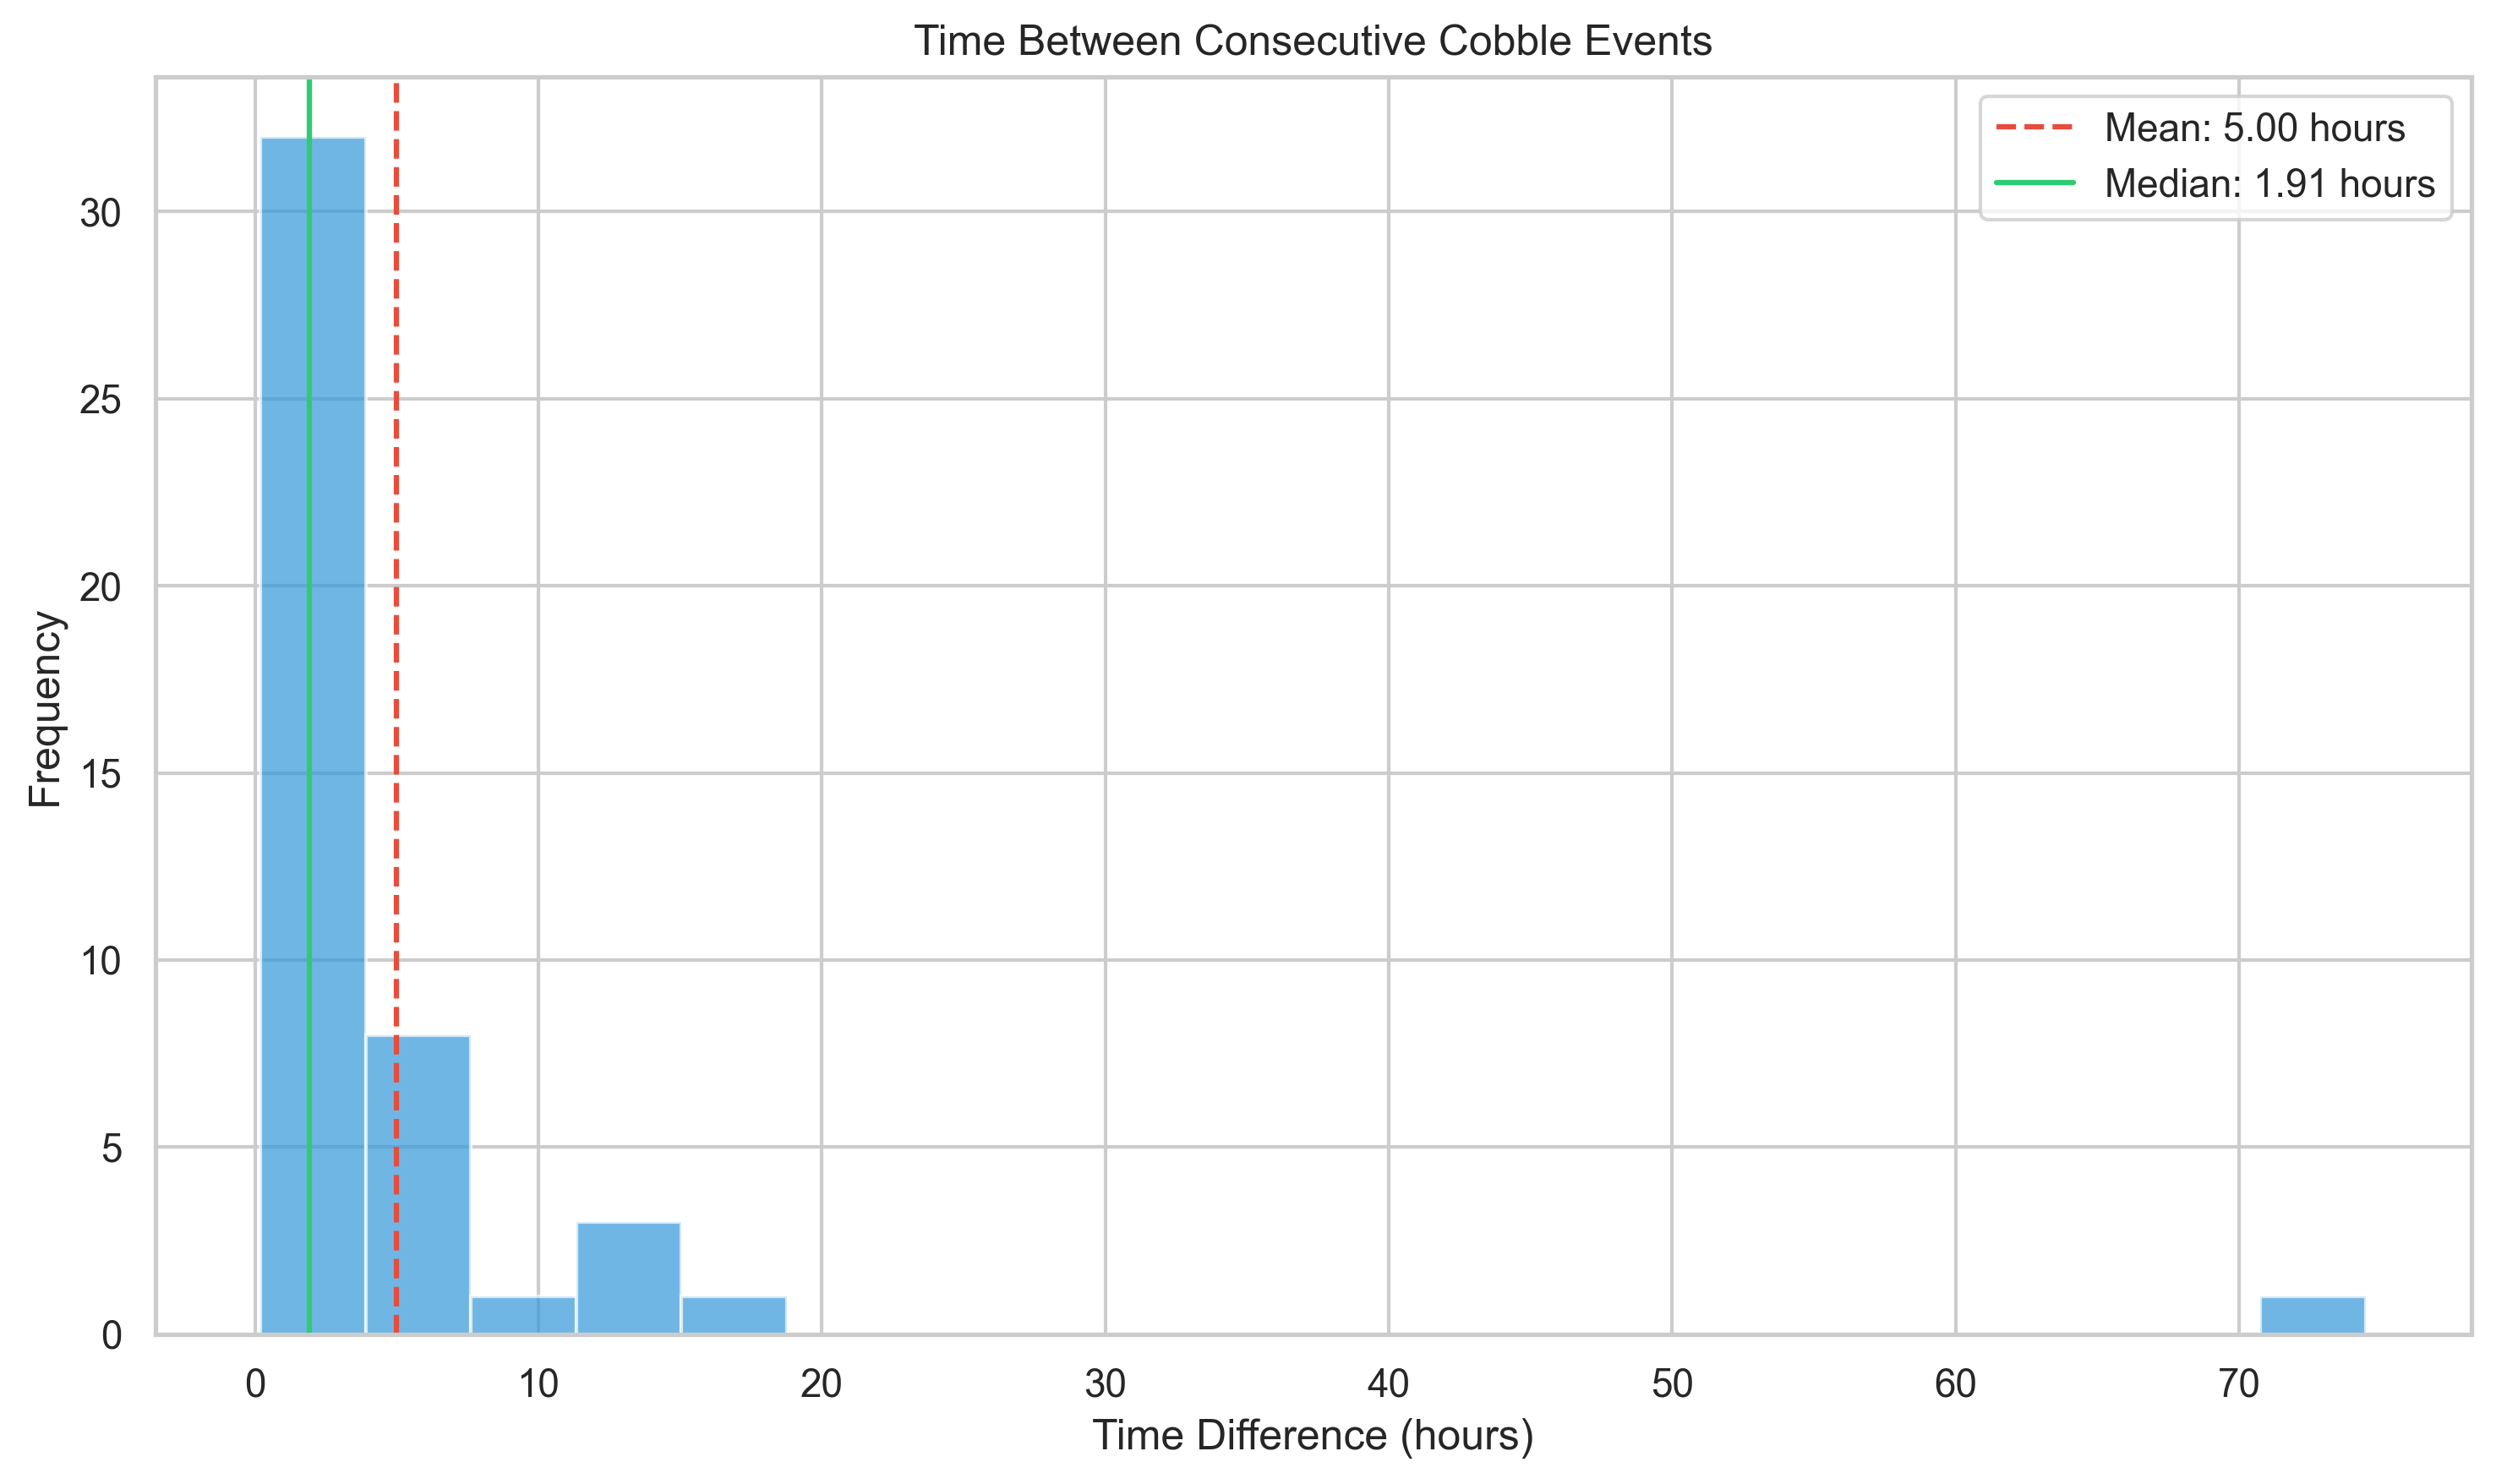 Time Between Consecutive Cobble Events
Mean: 5.00 hours
Median: 1.91 hours
Frequency
30
25
20
15
10
5
0
0 10 20 30 40 50 60 70
Time Difference (hours)